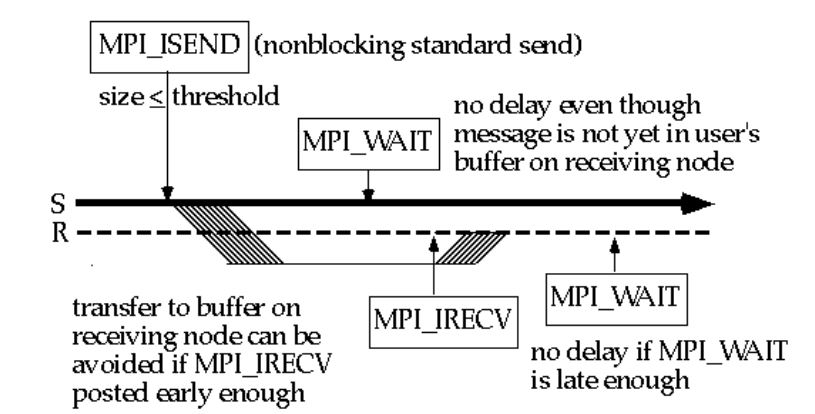 MPI_ISEND (nonblocking standard send)
size ≤ threshold
no delay even though
message is not yet in user's
buffer on receiving node
MPI_WAIT
S
R
transfer to buffer on
receiving node can be
avoided if MPI_IRECV
posted early enough
MPI_IRECV
MPI_WAIT
no delay if MPI_WAIT
is late enough